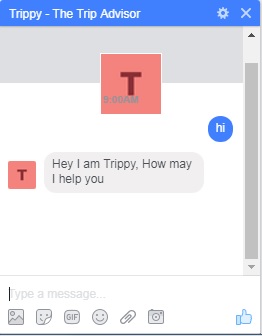 Trippy - The Trip Advisor
T
9:00AM
hi
T
Hey I am Trippy, How may
I help you
Type a message...
GIF